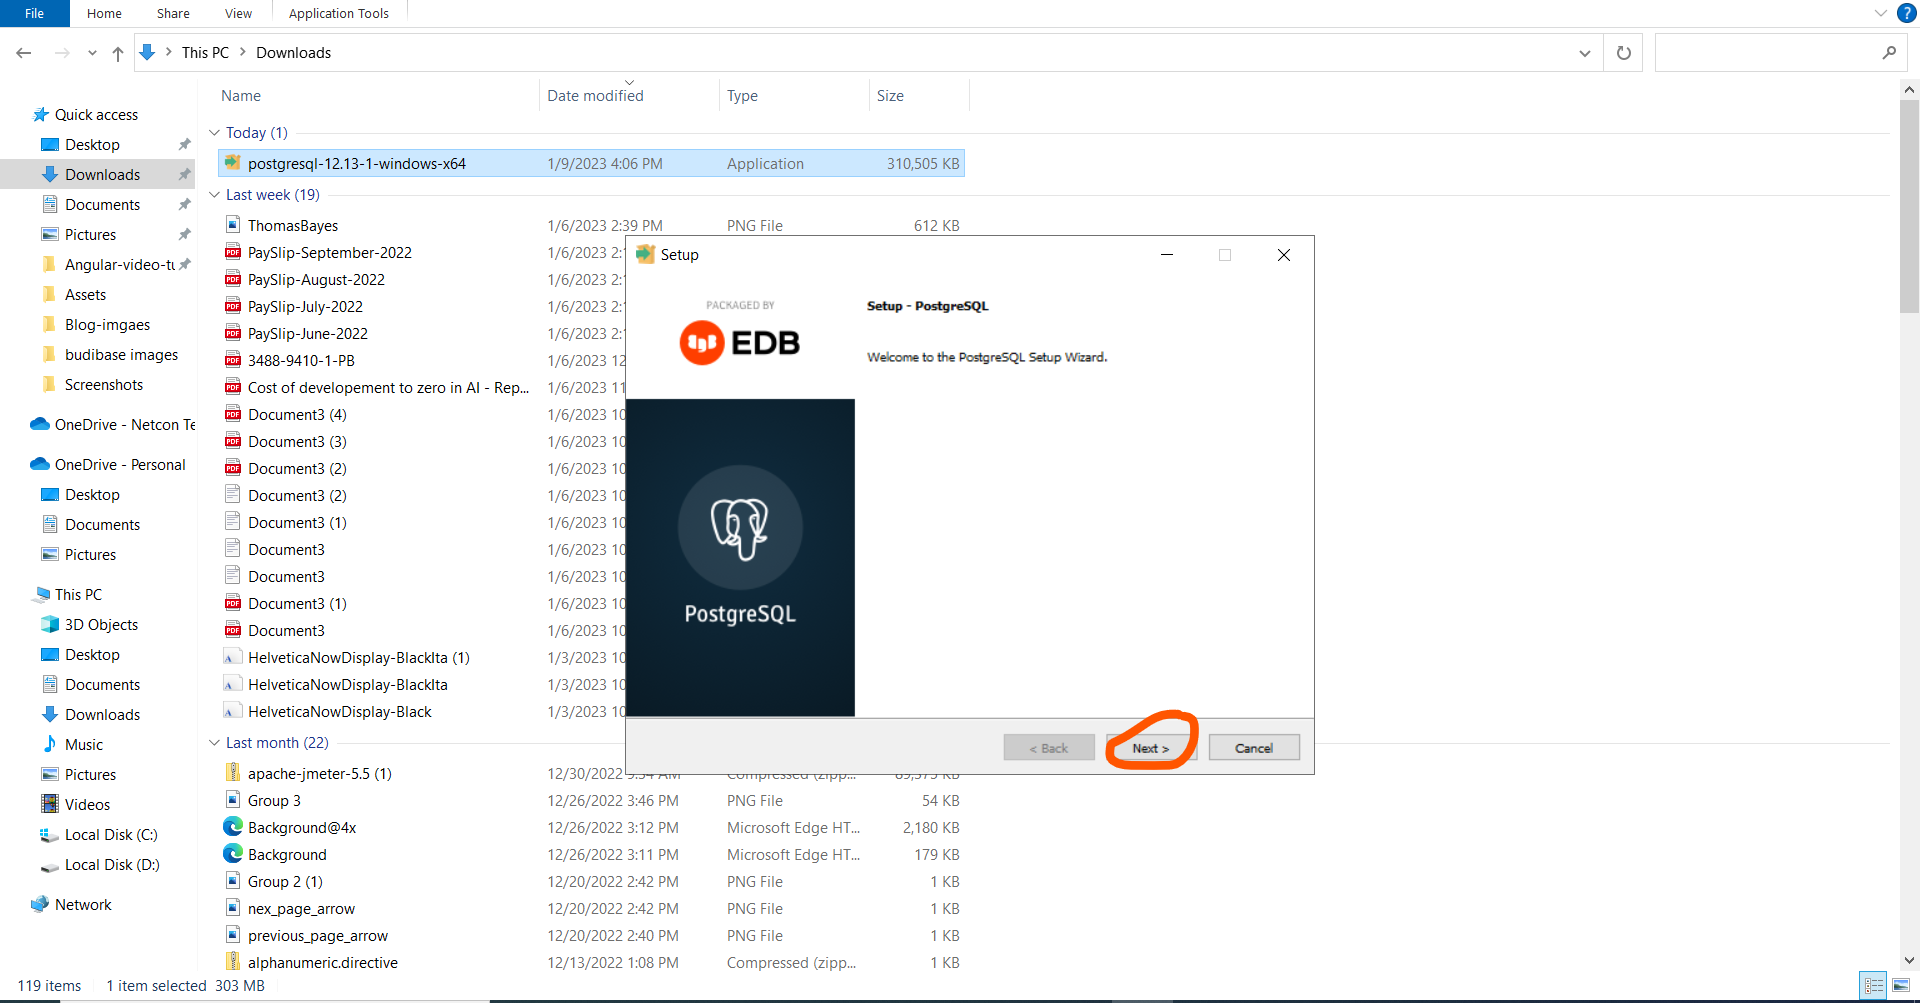 File Home Share View Application Tools
This PC Downloads
Name Date modified Type Size
Quick access
Desktop
Downloads
Documents
Pictures
Angular-video-tu
Assets
Blog-imgaes
budibase images
Screenshots
OneDrive - Netcon Te
OneDrive - Personal
Desktop
Documents
Pictures
This PC
3D Objects
Desktop
Documents
Downloads
Music
Pictures
Videos
Local Disk (C:)
Local Disk (D:)
Network
Today (1)
postgresql-12.13-1-windows-x64 1/9/2023 4:06 PM Application 310,505 KB
Last week (19)
ThomasBayes 1/6/2023 2:39 PM PNG File 612 KB
PaySlip-September-2022 1/6/2023 2:
PaySlip-August-2022 1/6/2023 2:
PaySlip-July-2022 1/6/2023 2:
PaySlip-June-2022 1/6/2023 2:
3488-9410-1-PB 1/6/2023 12
Cost of developement to zero in AI - Rep... 1/6/2023 11
Document3 (4) 1/6/2023 10
Document3 (3) 1/6/2023 10
Document3 (2) 1/6/2023 10
Document3 (2) 1/6/2023 10
Document3 (1) 1/6/2023 10
Document3 1/6/2023 10
Document3 1/6/2023 10
Document3 (1) 1/6/2023 10
Document3 1/6/2023 10
HelveticaNowDisplay-BlackIta (1) 1/3/2023 10
HelveticaNowDisplay-BlackIta 1/3/2023 10
HelveticaNowDisplay-Black 1/3/2023 10
Last month (22)
apache-jmeter-5.5 (1) 12/30/2022 9:34 AM Compressed (zipp...
Group 3 12/26/2022 3:46 PM PNG File 54 KB
Background@4x 12/26/2022 3:12 PM Microsoft Edge HT... 2,180 KB
Background 12/26/2022 3:11 PM Microsoft Edge HT... 179 KB
Group 2 (1) 12/20/2022 2:42 PM PNG File 1 KB
nex_page_arrow 12/20/2022 2:42 PM PNG File 1 KB
previous_page_arrow 12/20/2022 2:40 PM PNG File 1 KB
alphanumeric.directive 12/13/2022 1:08 PM Compressed (zipp... 1 KB
Setup
PACKAGED BY
EDB
PostgreSQL
Setup - PostgreSQL
Welcome to the PostgreSQL Setup Wizard.
< Back Next > Cancel
119 items 1 item selected 303 MB